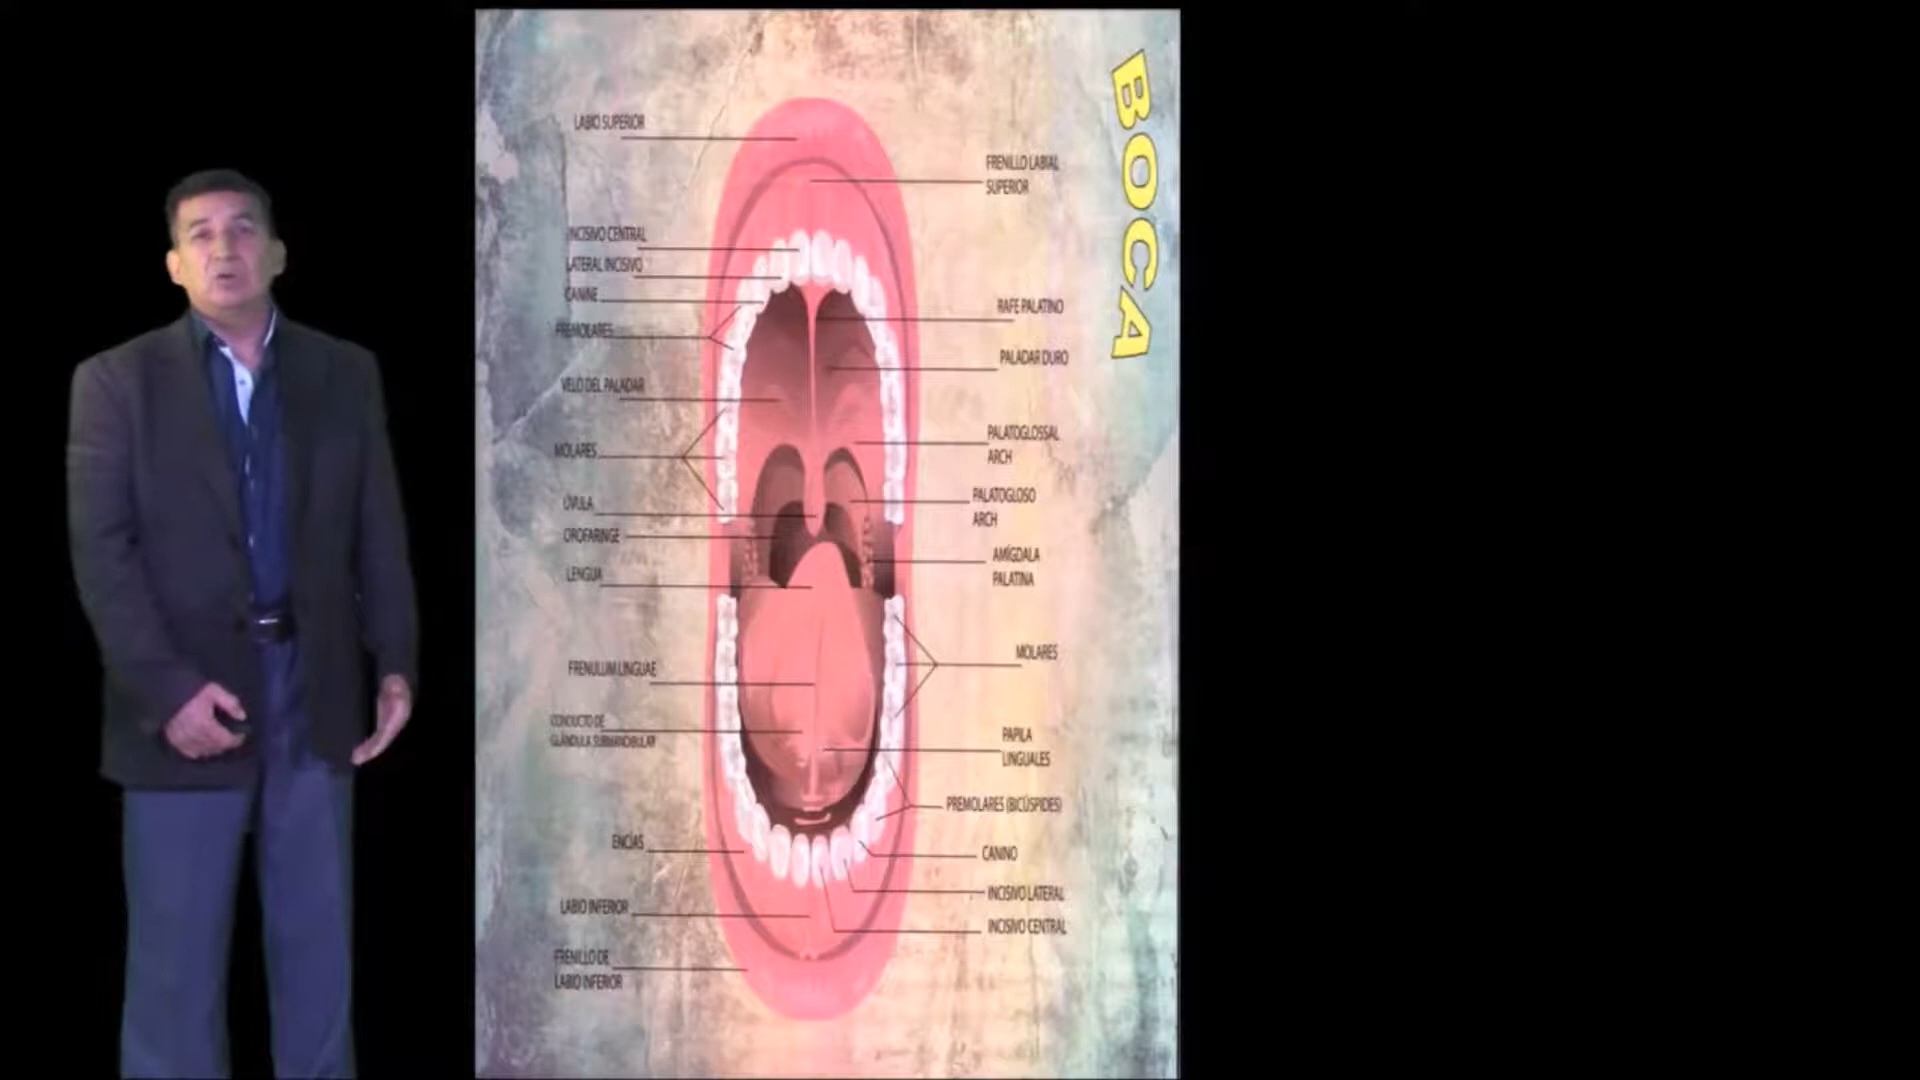 BOCA
LABIO SUPERIOR
FRENILLO LABIAL
SUPERIOR
INCISIVO CENTRAL
LATERAL INCISIVO
CANINE
PREMOLARES
RAFE PALATINO
PALADAR DURO
VELO DEL PALADAR
MOLARES
PALATOGLOSSAL
ARCH
ÚVULA
PALATOGLOSO
ARCH
OROFARINGE
AMÍGDALA
PALATINA
LENGUA
MOLARES
FRENULUM LINGUAE
CONDUCTO DE
GLÁNDULA SUBMANDIBULAR
PAPILA
LINGUALES
PREMOLARES (BICÚSPIDES)
ENCÍAS
CANINO
INCISIVO LATERAL
LABIO INFERIOR
INCISIVO CENTRAL
FRENILLO DE
LABIO INFERIOR